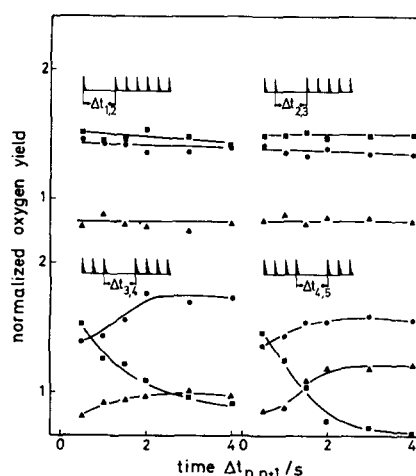 2
Δt1,2
Δt2,3
1
2
Δt3,4
Δt4,5
1
0 2 4 0 2 4
normalized oxygen yield
time Δt n,n+1 / s